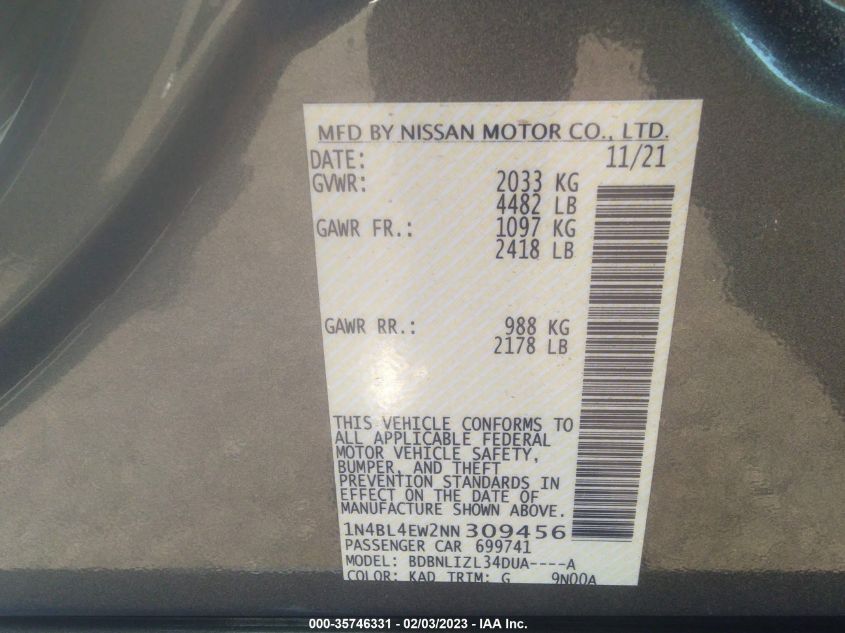 MFD BY NISSAN MOTOR CO., LTD.
DATE: 11/21
GVWR: 2033 KG
4482 LB
GAWR FR.: 1097 KG
2418 LB
GAWR RR.: 988 KG
2178 LB
THIS VEHICLE CONFORMS TO
ALL APPLICABLE FEDERAL
MOTOR VEHICLE SAFETY,
BUMPER, AND THEFT
PREVENTION STANDARDS IN
EFFECT ON THE DATE OF
MANUFACTURE SHOWN ABOVE.
1N4BL4EW2NN309456
PASSENGER CAR 699741
MODEL: BDBNLIZL34DUA----A
COLOR: KAD TRIM: G 9N00A
000-35746331 - 02/03/2023 - IAA Inc.